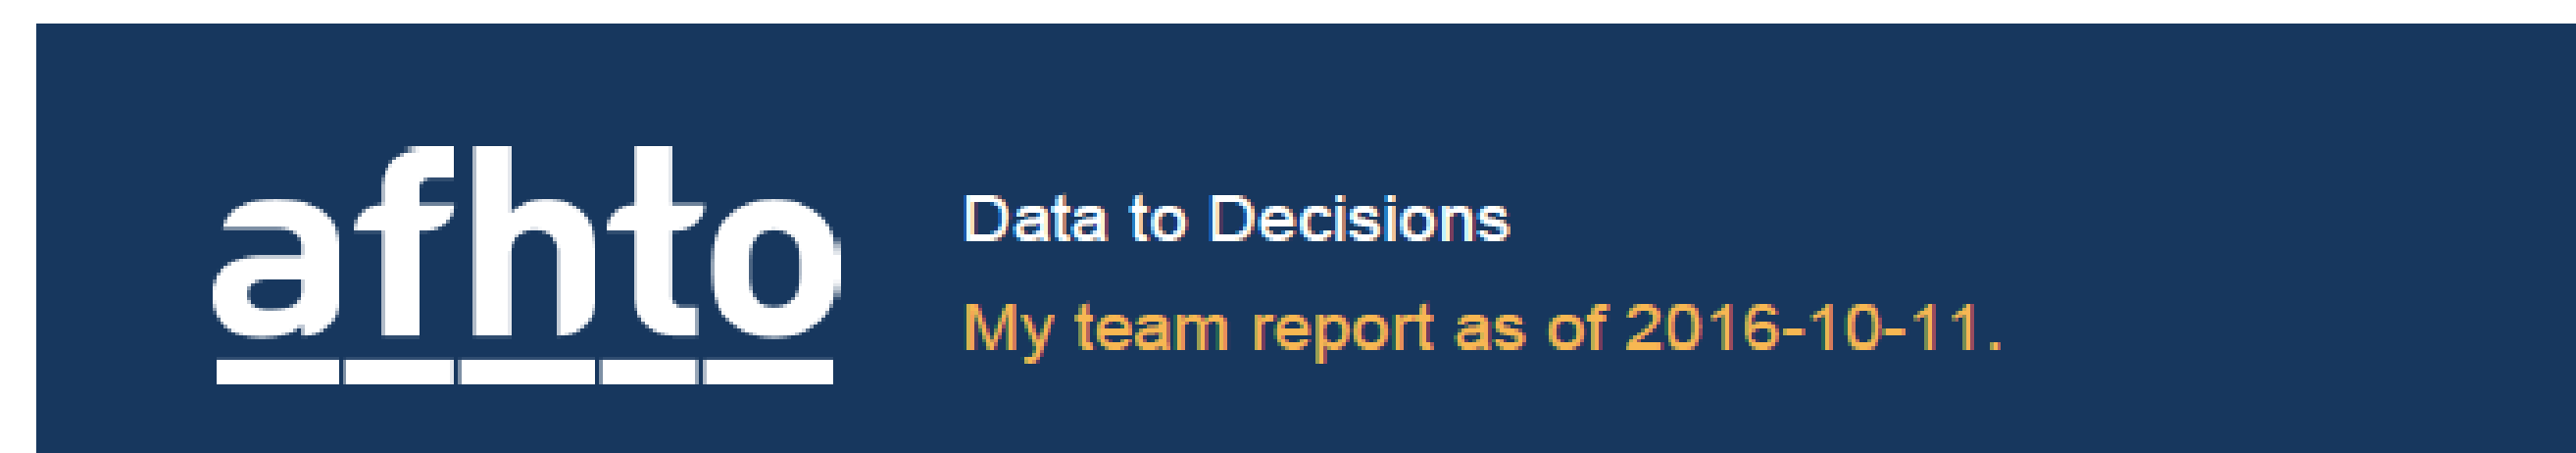 afhto
Data to Decisions
My team report as of 2016-10-11.